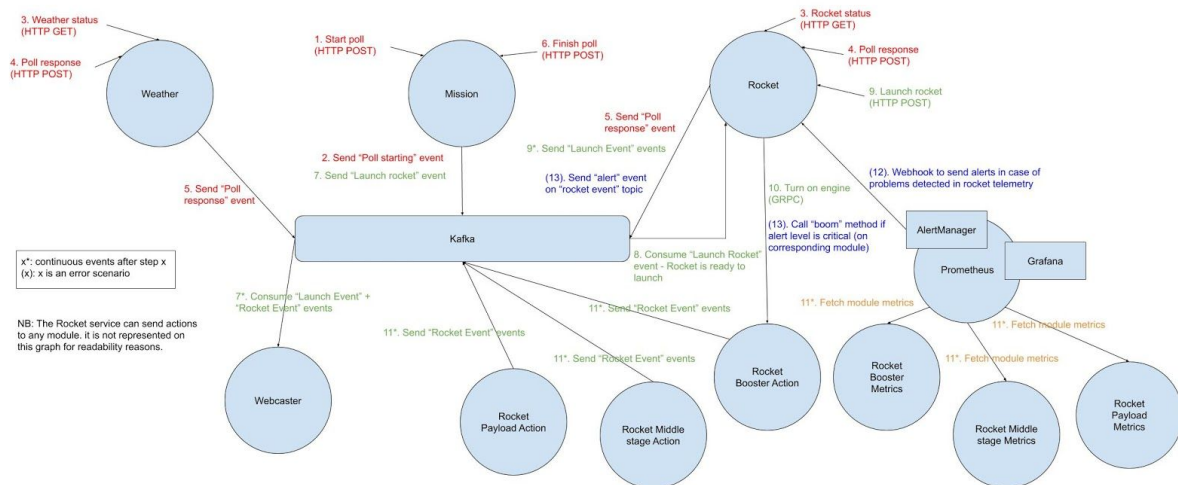 3. Weather status
(HTTP GET)
4. Poll response
(HTTP POST)
Weather
1. Start poll
(HTTP POST)
6. Finish poll
(HTTP POST)
Mission
3. Rocket status
(HTTP GET)
4. Poll response
(HTTP POST)
Rocket
9. Launch rocket
(HTTP POST)
5. Send "Poll
response" event
2. Send "Poll starting" event
7. Send "Launch rocket" event
5. Send "Poll
response" event
9*. Send "Launch Event" events
(13). Send "alert" event
on "rocket event" topic
10. Turn on engine
(GRPC)
(13). Call "boom" method if
alert level is critical (on
corresponding module)
(12). Webhook to send alerts in case of
problems detected in rocket telemetry
Kafka
8. Consume "Launch Rocket"
event - Rocket is ready to
launch
AlertManager
Grafana
Prometheus
x*: continuous events after step x
(x): x is an error scenario
NB: The Rocket service can send actions
to any module. it is not represented on
this graph for readability reasons.
7*. Consume "Launch Event" +
"Rocket Event" events
11*. Send "Rocket Event" events
11*. Send "Rocket Event" events
11*. Send "Rocket Event" events
11*. Fetch module metrics
11*. Fetch module metrics
11*. Fetch module metrics
Webcaster
Rocket
Payload Action
Rocket Middle
stage Action
Rocket
Booster Action
Rocket
Booster
Metrics
Rocket Middle
stage Metrics
Rocket
Payload
Metrics